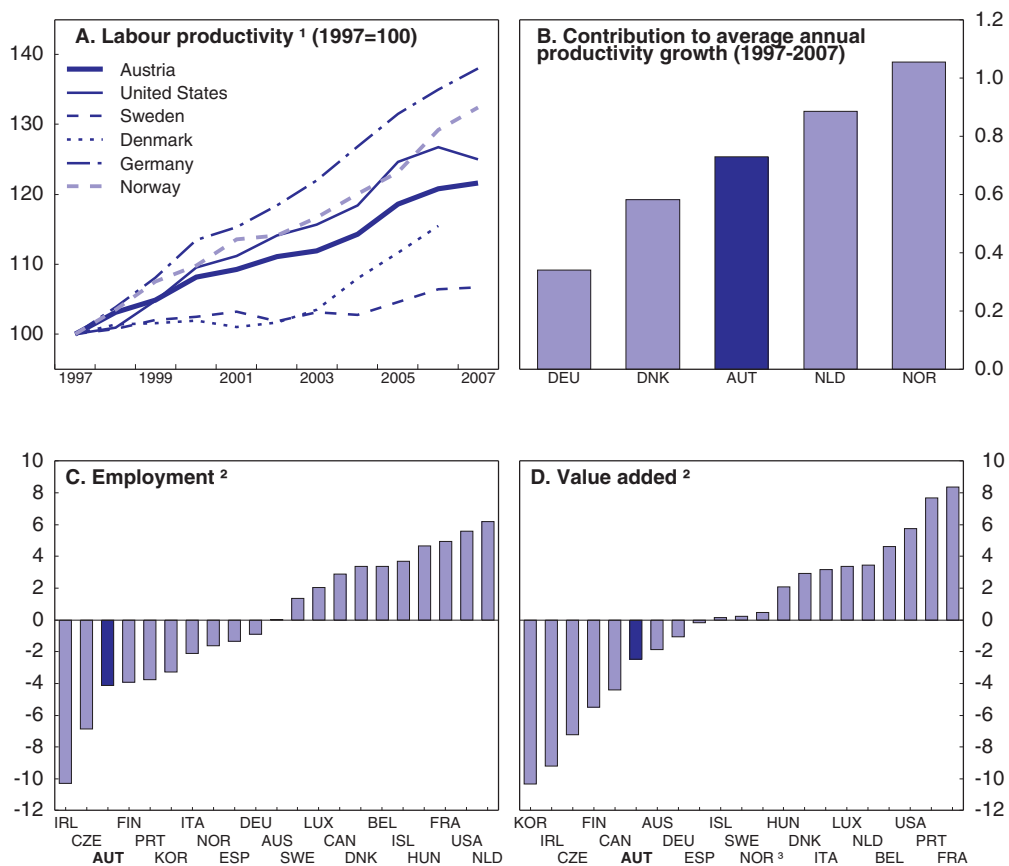 A. Labour productivity ¹ (1997=100)
Austria
United States
Sweden
Denmark
Germany
Norway
140
130
120
110
100
1997 1999 2001 2003 2005 2007
B. Contribution to average annual
productivity growth (1997-2007)
1.2
1.0
0.8
0.6
0.4
0.2
0.0
DEU DNK AUT NLD NOR
C. Employment ²
10
8
6
4
2
0
-2
-4
-6
-8
-10
-12
IRL FIN ITA DEU LUX BEL FRA
CZE PRT NOR AUS CAN ISL USA
AUT KOR ESP SWE DNK HUN NLD
D. Value added ²
10
8
6
4
2
0
-2
-4
-6
-8
-10
-12
KOR FIN AUS ISL HUN LUX USA
IRL CAN DEU SWE DNK NLD PRT
CZE AUT ESP NOR ³ ITA BEL FRA